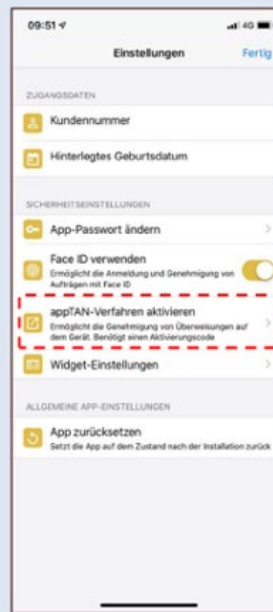 09:51
4G
Einstellungen
Fertig
ZUGANGSDATEN
Kundennummer
Hinterlegtes Geburtsdatum
SICHERHEITSEINSTELLUNGEN
App-Passwort ändern
Face ID verwenden
Ermöglicht die Anmeldung und Genehmigung von
Aufträgen mit Face ID
appTAN-Verfahren aktivieren
Ermöglicht die Genehmigung von Überweisungen auf
dem Gerät. Benötigt einen Aktivierungscode
Widget-Einstellungen
ALLGEMEINE APP-EINSTELLUNGEN
App zurücksetzen
Setzt die App auf dem Zustand nach der Installation zurück